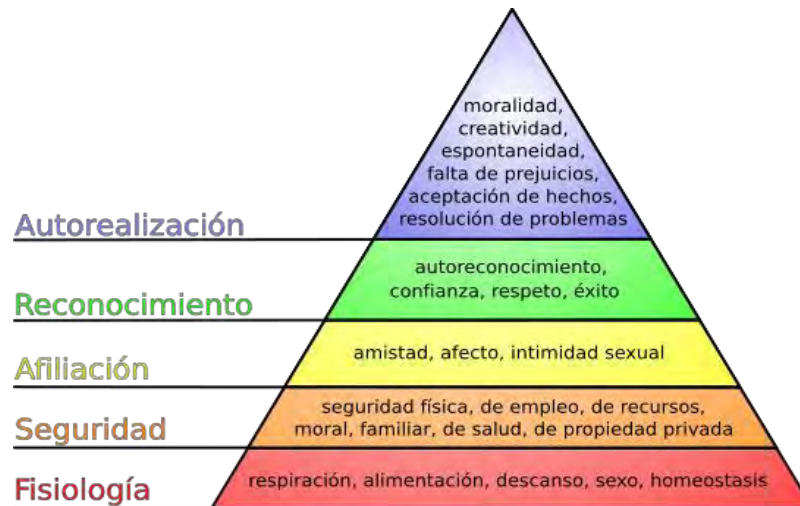 moralidad,
creatividad,
espontaneidad,
falta de prejuicios,
aceptación de hechos,
resolución de problemas
Autorealización
autoreconocimiento,
confianza, respeto, éxito
Reconocimiento
amistad, afecto, intimidad sexual
Afiliación
seguridad física, de empleo, de recursos,
moral, familiar, de salud, de propiedad privada
Seguridad
respiración, alimentación, descanso, sexo, homeostasis
Fisiología